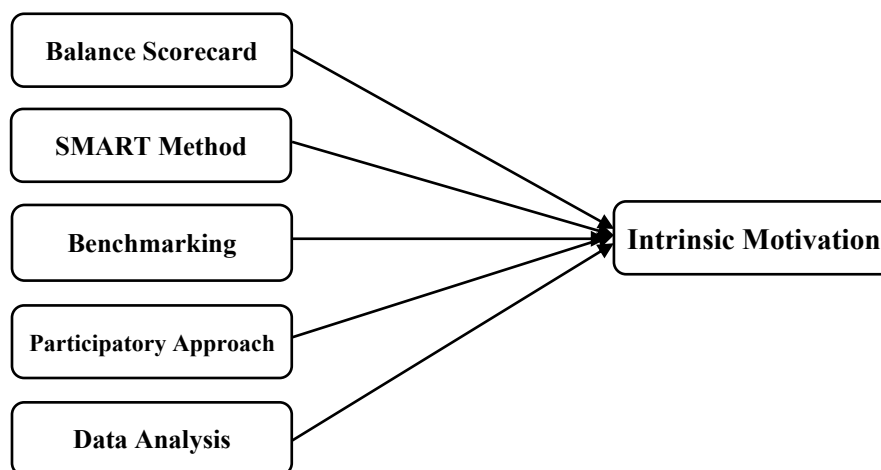 Balance Scorecard
SMART Method
Benchmarking
Intrinsic Motivation
Participatory Approach
Data Analysis